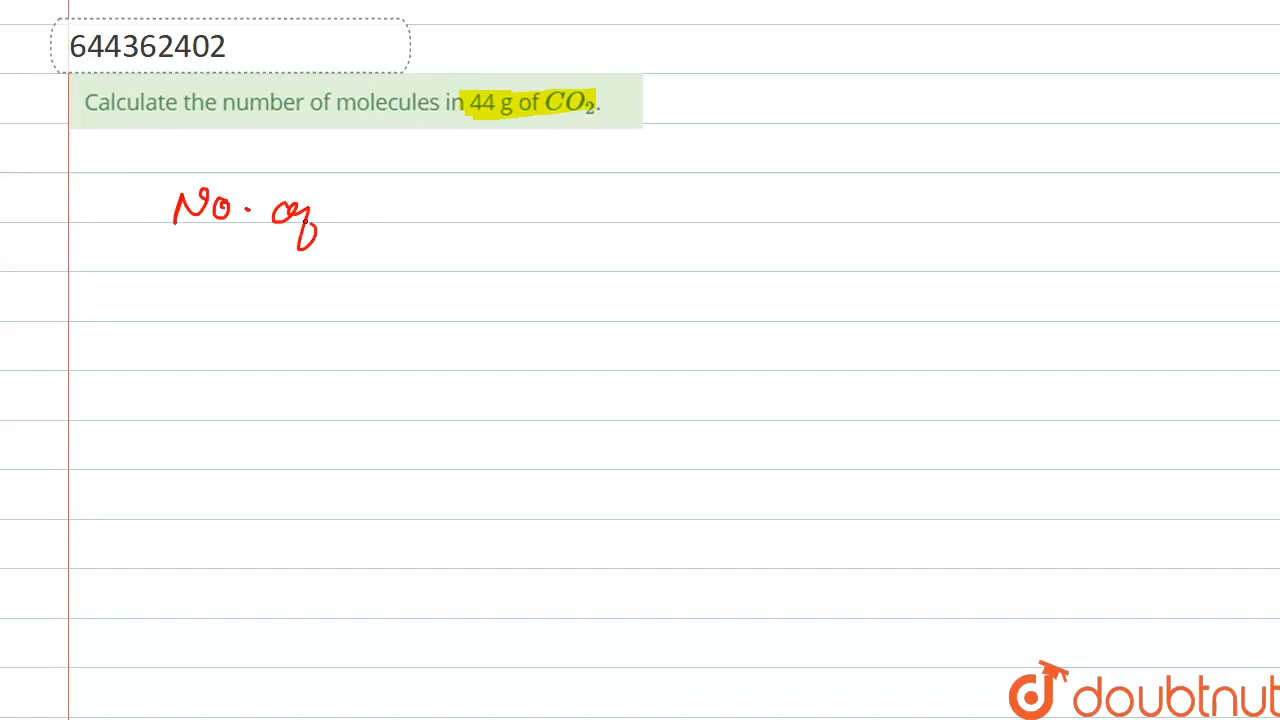 644362402
Calculate the number of molecules in 44 g of CO₂.
No. of
doubtnut